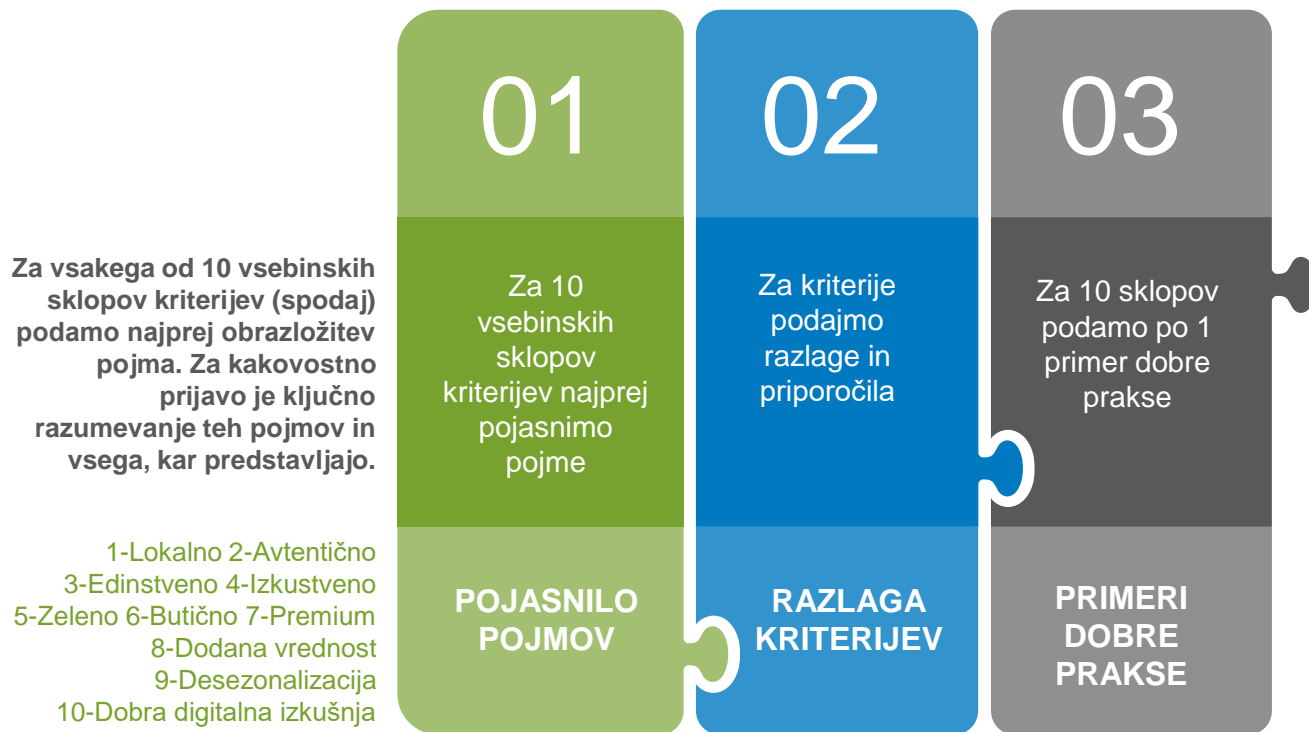 Za vsakega od 10 vsebinskih
sklopov kriterijev (spodaj)
podamo najprej obrazložitev
pojma. Za kakovostno
prijavo je ključno
razumevanje teh pojmov in
vsega, kar predstavljajo.
1-Lokalno 2-Avtentično
3-Edinstveno 4-Izkustveno
5-Zeleno 6-Butično 7-Premium
8-Dodana vrednost
9-Desezonalizacija
10-Dobra digitalna izkušnja
01
Za 10
vsebinskih
sklopov
kriterijev najprej
pojasnimo
pojme
POJASNILO
POJMOV
02
Za kriterije
podajmo
razlage in
priporočila
RAZLAGA
KRITERIJEV
03
Za 10 sklopov
podamo po 1
primer dobre
prakse
PRIMERI
DOBRE
PRAKSE